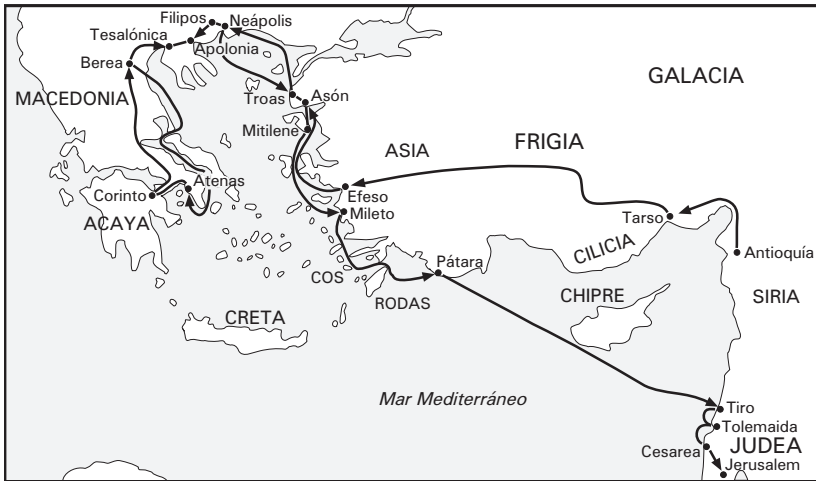 Filipos
Neápolis
Tesalónica
Apolonia
Berea
GALACIA
Troas
Asón
MACEDONIA
Mitilene
FRIGIA
ASIA
Atenas
Corinto
Efeso
Mileto
Tarso
ACAYA
CILICIA
Antioquía
Pátara
COS
RODAS
CHIPRE
SIRIA
CRETA
Mar Mediterráneo
Tiro
Tolemaida
Cesarea
JUDEA
Jerusalem